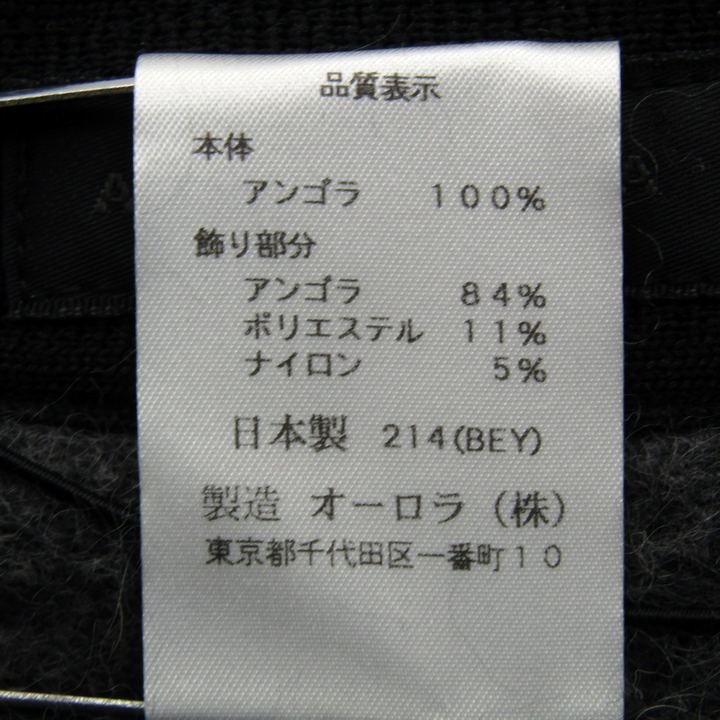 品質表示
本体
アンゴラ 100%
飾り部分
アンゴラ 84%
ポリエステル 11%
ナイロン 5%
日本製 214(BEY)
製造 オーロラ(株)
東京都千代田区一番町10